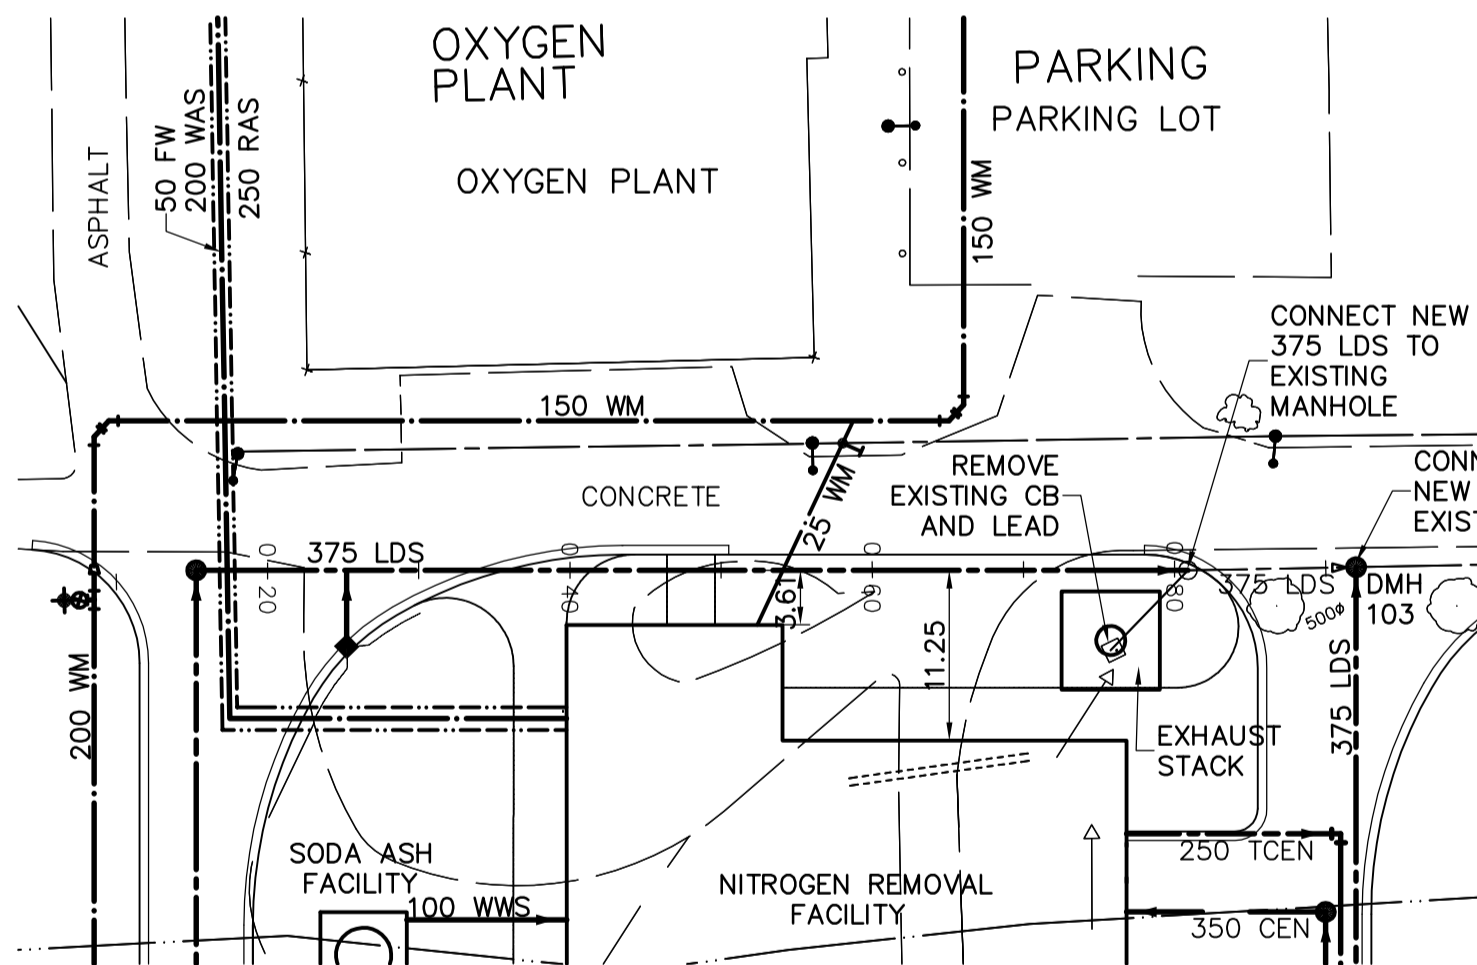 OXYGEN
PLANT
OXYGEN PLANT
PARKING
PARKING LOT
ASPHALT
50 FW
200 WAS
250 RAS
150 WM
150 WM
CONNECT NEW
375 LDS TO
EXISTING
MANHOLE
CONCRETE
25 WM
REMOVE
EXISTING CB
AND LEAD
CONN
NEW
EXIST
375 LDS
0
20
0
40
0
60
0
80
3.61
11.25
375 LDS
500ø
DMH
103
375 LDS
200 WM
EXHAUST
STACK
SODA ASH
FACILITY
100 WWS
NITROGEN REMOVAL
FACILITY
250 TCEN
350 CEN